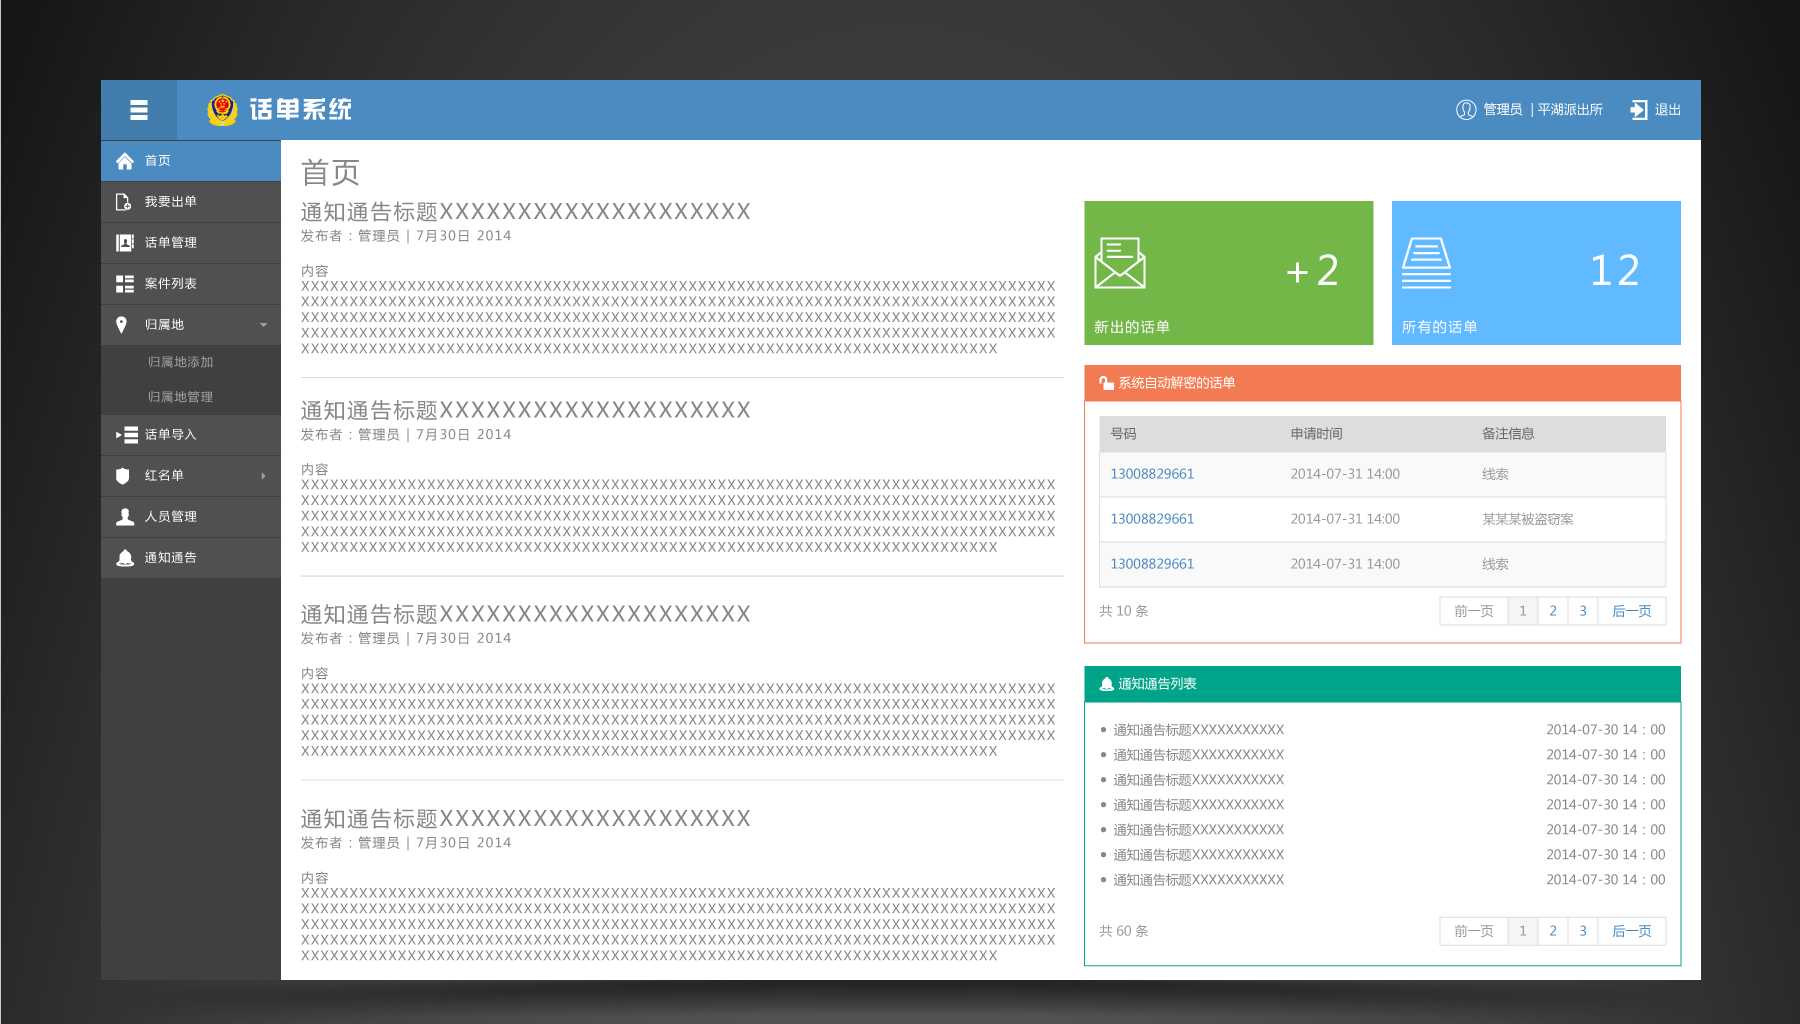 话单系统
管理员 | 平湖派出所
退出
首页
我要出单
话单管理
案件列表
归属地
归属地添加
归属地管理
话单导入
红名单
人员管理
通知通告
首页
通知通告标题XXXXXXXXXXXXXXXXXXXX
发布者：管理员 | 7月30日 2014
内容
XXXXXXXXXXXXXXXXXXXXXXXXXXXXXXXXXXXXXXXXXXXXXXXXXXXXXXXXXXXXXXXXXXXXXXXXXXXXXX
XXXXXXXXXXXXXXXXXXXXXXXXXXXXXXXXXXXXXXXXXXXXXXXXXXXXXXXXXXXXXXXXXXXXXXXXXXXXXX
XXXXXXXXXXXXXXXXXXXXXXXXXXXXXXXXXXXXXXXXXXXXXXXXXXXXXXXXXXXXXXXXXXXXXXXXXXXXXX
XXXXXXXXXXXXXXXXXXXXXXXXXXXXXXXXXXXXXXXXXXXXXXXXXXXXXXXXXXXXXXXXXXXXXXXXXXXXXX
XXXXXXXXXXXXXXXXXXXXXXXXXXXXXXXXXXXXXXXXXXXXXXXXXXXXXXXXXXXXXXXXXXXXXXXX
通知通告标题XXXXXXXXXXXXXXXXXXXX
发布者：管理员 | 7月30日 2014
内容
XXXXXXXXXXXXXXXXXXXXXXXXXXXXXXXXXXXXXXXXXXXXXXXXXXXXXXXXXXXXXXXXXXXXXXXXXXXXXX
XXXXXXXXXXXXXXXXXXXXXXXXXXXXXXXXXXXXXXXXXXXXXXXXXXXXXXXXXXXXXXXXXXXXXXXXXXXXXX
XXXXXXXXXXXXXXXXXXXXXXXXXXXXXXXXXXXXXXXXXXXXXXXXXXXXXXXXXXXXXXXXXXXXXXXXXXXXXX
XXXXXXXXXXXXXXXXXXXXXXXXXXXXXXXXXXXXXXXXXXXXXXXXXXXXXXXXXXXXXXXXXXXXXXXXXXXXXX
XXXXXXXXXXXXXXXXXXXXXXXXXXXXXXXXXXXXXXXXXXXXXXXXXXXXXXXXXXXXXXXXXXXXXXXX
通知通告标题XXXXXXXXXXXXXXXXXXXX
发布者：管理员 | 7月30日 2014
内容
XXXXXXXXXXXXXXXXXXXXXXXXXXXXXXXXXXXXXXXXXXXXXXXXXXXXXXXXXXXXXXXXXXXXXXXXXXXXXX
XXXXXXXXXXXXXXXXXXXXXXXXXXXXXXXXXXXXXXXXXXXXXXXXXXXXXXXXXXXXXXXXXXXXXXXXXXXXXX
XXXXXXXXXXXXXXXXXXXXXXXXXXXXXXXXXXXXXXXXXXXXXXXXXXXXXXXXXXXXXXXXXXXXXXXXXXXXXX
XXXXXXXXXXXXXXXXXXXXXXXXXXXXXXXXXXXXXXXXXXXXXXXXXXXXXXXXXXXXXXXXXXXXXXXXXXXXXX
XXXXXXXXXXXXXXXXXXXXXXXXXXXXXXXXXXXXXXXXXXXXXXXXXXXXXXXXXXXXXXXXXXXXXXXX
通知通告标题XXXXXXXXXXXXXXXXXXXX
发布者：管理员 | 7月30日 2014
内容
XXXXXXXXXXXXXXXXXXXXXXXXXXXXXXXXXXXXXXXXXXXXXXXXXXXXXXXXXXXXXXXXXXXXXXXXXXXXXX
XXXXXXXXXXXXXXXXXXXXXXXXXXXXXXXXXXXXXXXXXXXXXXXXXXXXXXXXXXXXXXXXXXXXXXXXXXXXXX
XXXXXXXXXXXXXXXXXXXXXXXXXXXXXXXXXXXXXXXXXXXXXXXXXXXXXXXXXXXXXXXXXXXXXXXXXXXXXX
XXXXXXXXXXXXXXXXXXXXXXXXXXXXXXXXXXXXXXXXXXXXXXXXXXXXXXXXXXXXXXXXXXXXXXXXXXXXXX
XXXXXXXXXXXXXXXXXXXXXXXXXXXXXXXXXXXXXXXXXXXXXXXXXXXXXXXXXXXXXXXXXXXXXXXX
+2
新出的话单
12
所有的话单
系统自动解密的话单
号码 申请时间 备注信息
13008829661 2014-07-31 14:00 线索
13008829661 2014-07-31 14:00 某某某被盗窃案
13008829661 2014-07-31 14:00 线索
共 10 条 前一页 1 2 3 后一页
通知通告列表
• 通知通告标题XXXXXXXXXXX 2014-07-30 14：00
• 通知通告标题XXXXXXXXXXX 2014-07-30 14：00
• 通知通告标题XXXXXXXXXXX 2014-07-30 14：00
• 通知通告标题XXXXXXXXXXX 2014-07-30 14：00
• 通知通告标题XXXXXXXXXXX 2014-07-30 14：00
• 通知通告标题XXXXXXXXXXX 2014-07-30 14：00
• 通知通告标题XXXXXXXXXXX 2014-07-30 14：00
共 60 条 前一页 1 2 3 后一页